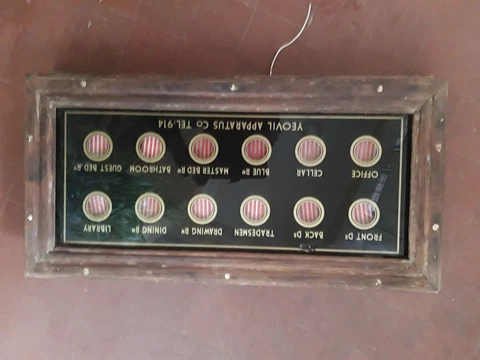 FRONT DR BACK DR TRADESMEN DRAWING RM DINING RM LIBRARY
OFFICE CELLAR BLUE RM MASTER BED RM BATHROOM GUEST BED RM
YEOVIL APPARATUS CO TEL.914